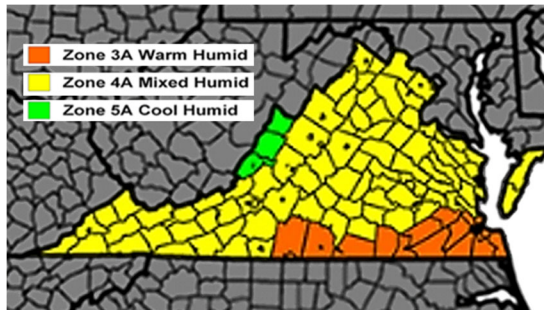 Zone 3A Warm Humid
Zone 4A Mixed Humid
Zone 5A Cool Humid